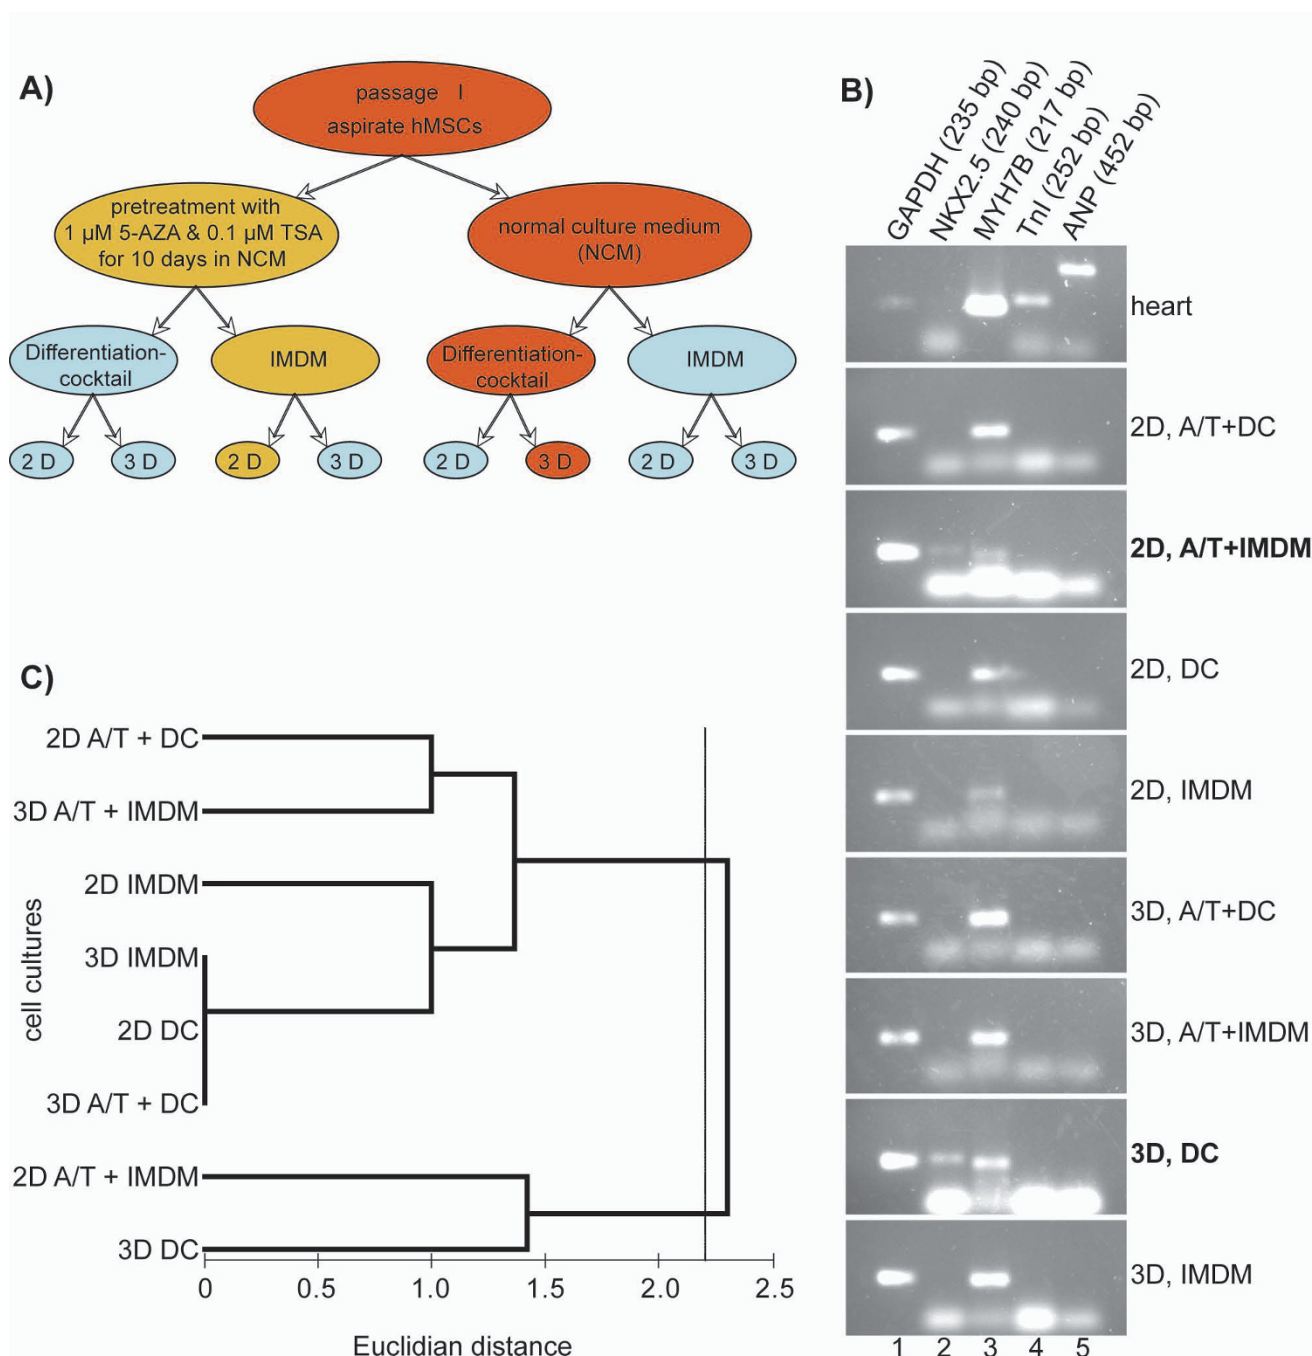 A)
passage I
aspirate hMSCs
pretreatment with
1 µM 5-AZA & 0.1 µM TSA
for 10 days in NCM
normal culture medium
(NCM)
Differentiation-
cocktail
IMDM
Differentiation-
cocktail
IMDM
2 D
3 D
2 D
3 D
2 D
3 D
2 D
3 D
B)
GAPDH (235 bp)
NKX2.5 (240 bp)
MYH7B (217 bp)
TnI (252 bp)
ANP (452 bp)
heart
2D, A/T+DC
2D, A/T+IMDM
2D, DC
2D, IMDM
3D, A/T+DC
3D, A/T+IMDM
3D, DC
3D, IMDM
1 2 3 4 5
C)
cell cultures
2D A/T + DC
3D A/T + IMDM
2D IMDM
3D IMDM
2D DC
3D A/T + DC
2D A/T + IMDM
3D DC
0 0.5 1.0 1.5 2.0 2.5
Euclidian distance